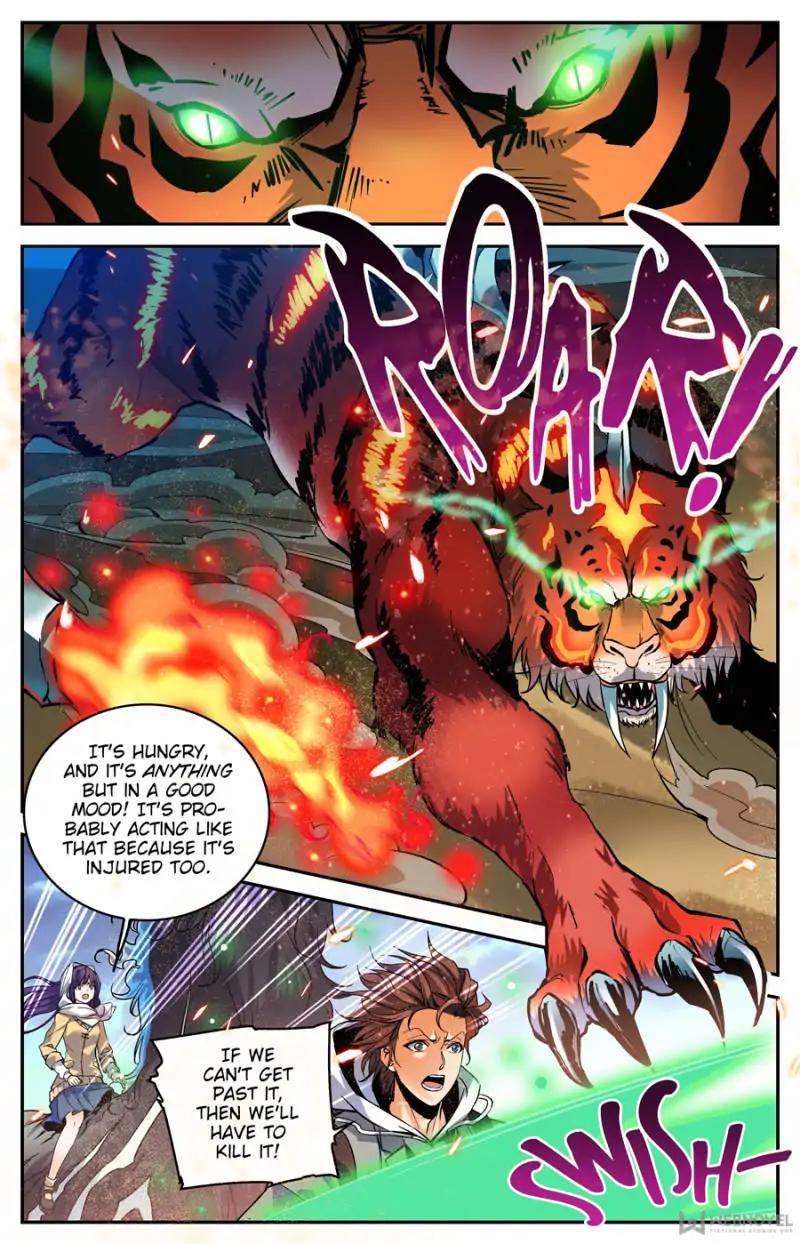 ROAR!
IT'S HUNGRY,
AND IT'S ANYTHING
BUT IN A GOOD
MOOD! IT'S PRO-
BABLY ACTING LIKE
THAT BECAUSE IT'S
INJURED TOO.
IF WE
CAN'T GET
PAST IT,
THEN WE'LL
HAVE TO
KILL IT!
SWISH-
WEBNOVEL